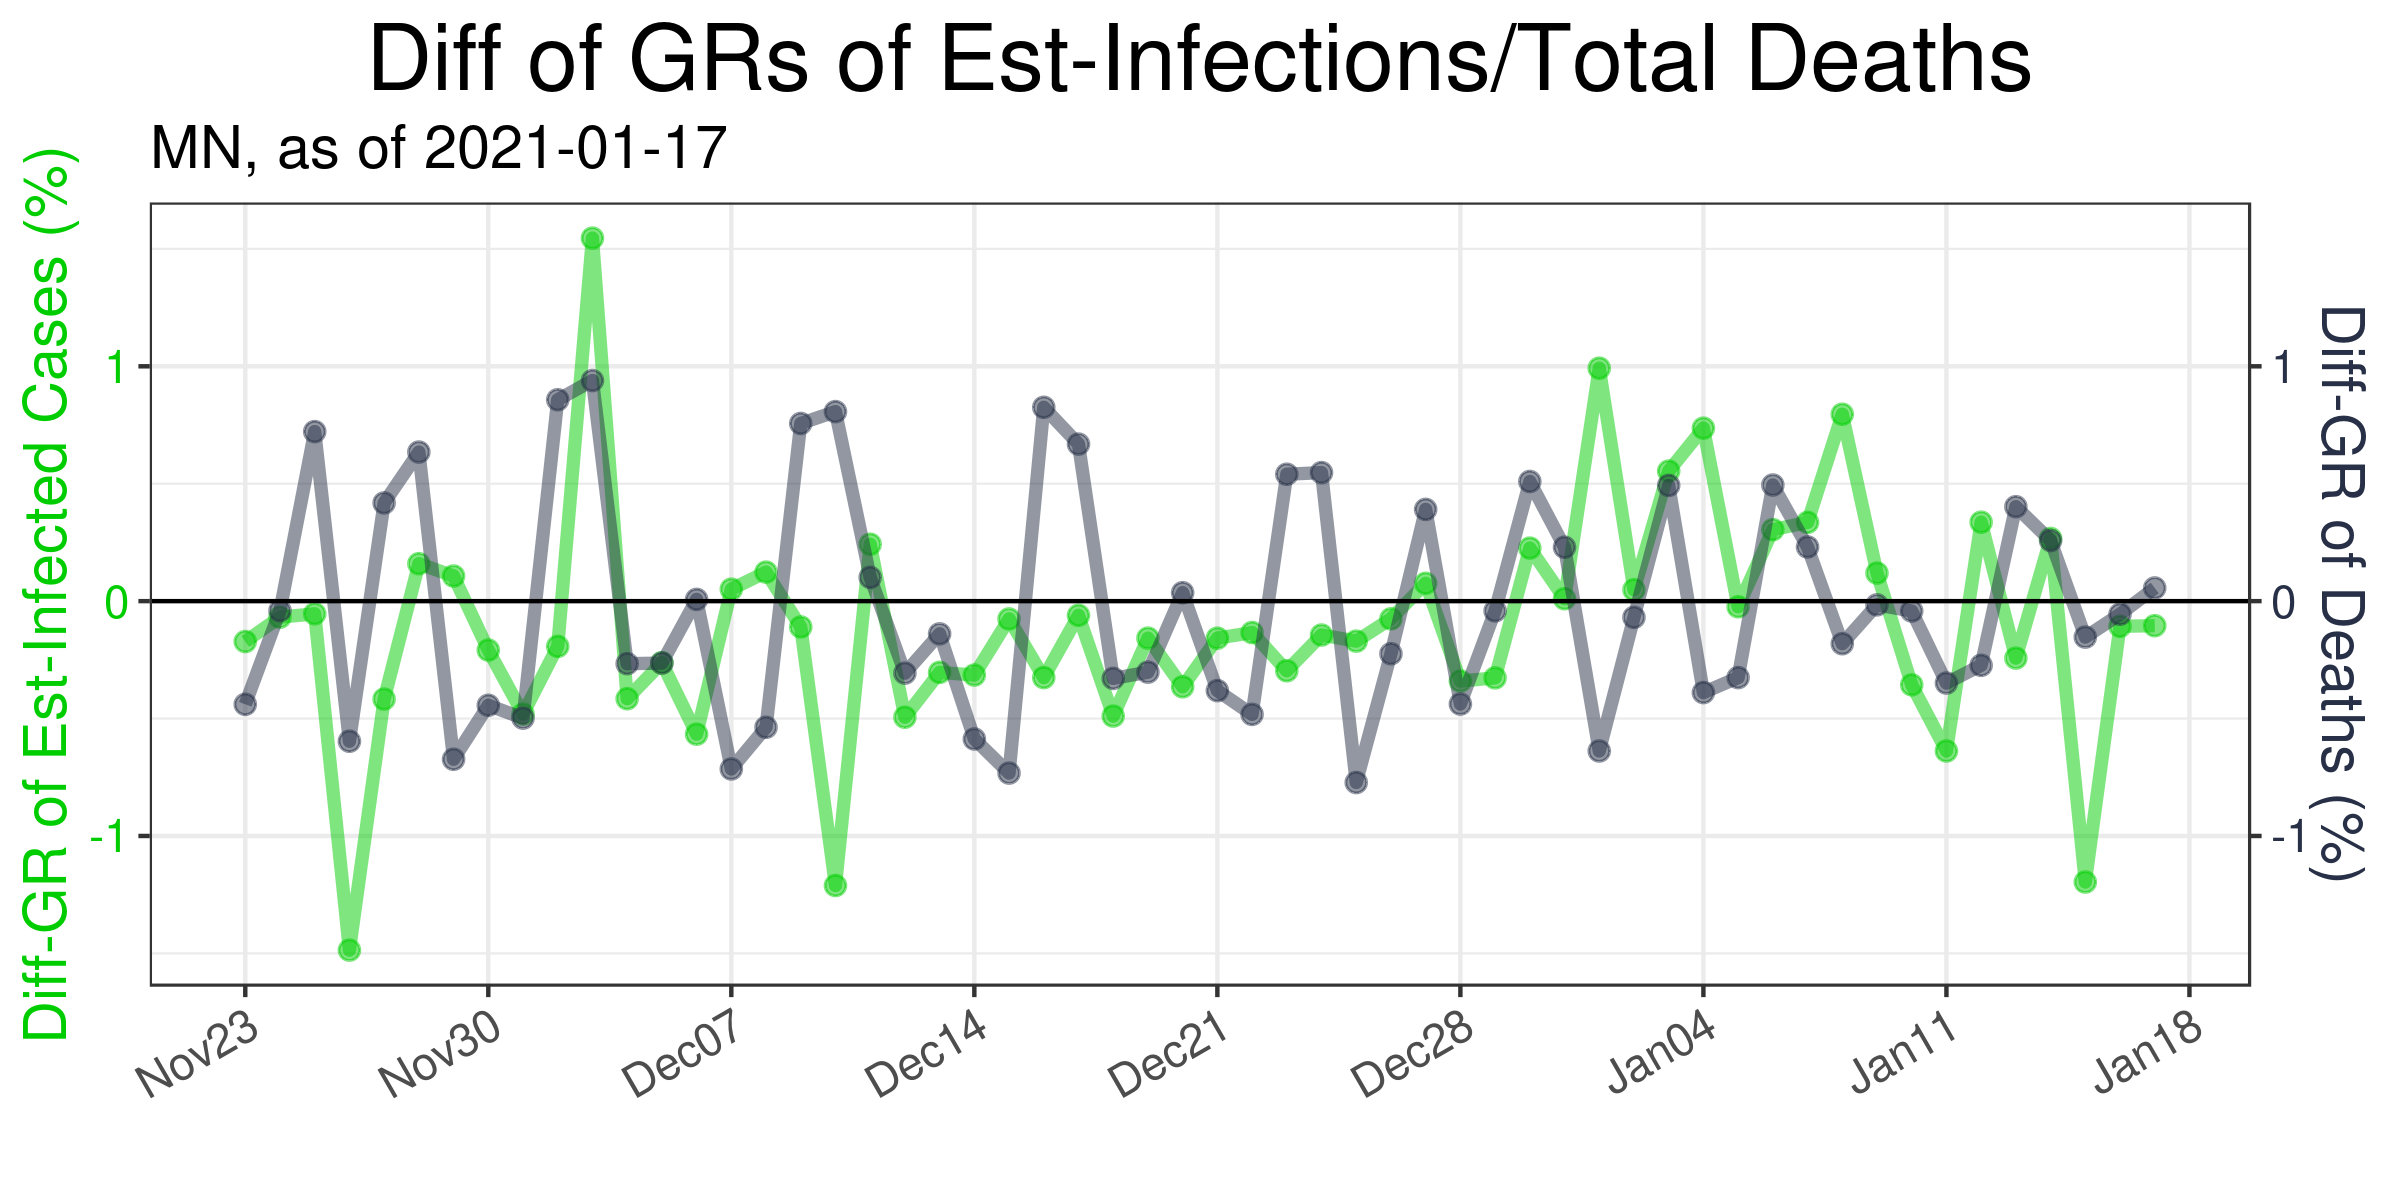 Diff of GRs of Est-Infections/Total Deaths
MN, as of 2021-01-17
Diff-GR of Est-Infected Cases (%)
1
0
-1
1
0
-1
Diff-GR of Deaths (%)
Nov23
Nov30
Dec07
Dec14
Dec21
Dec28
Jan04
Jan11
Jan18